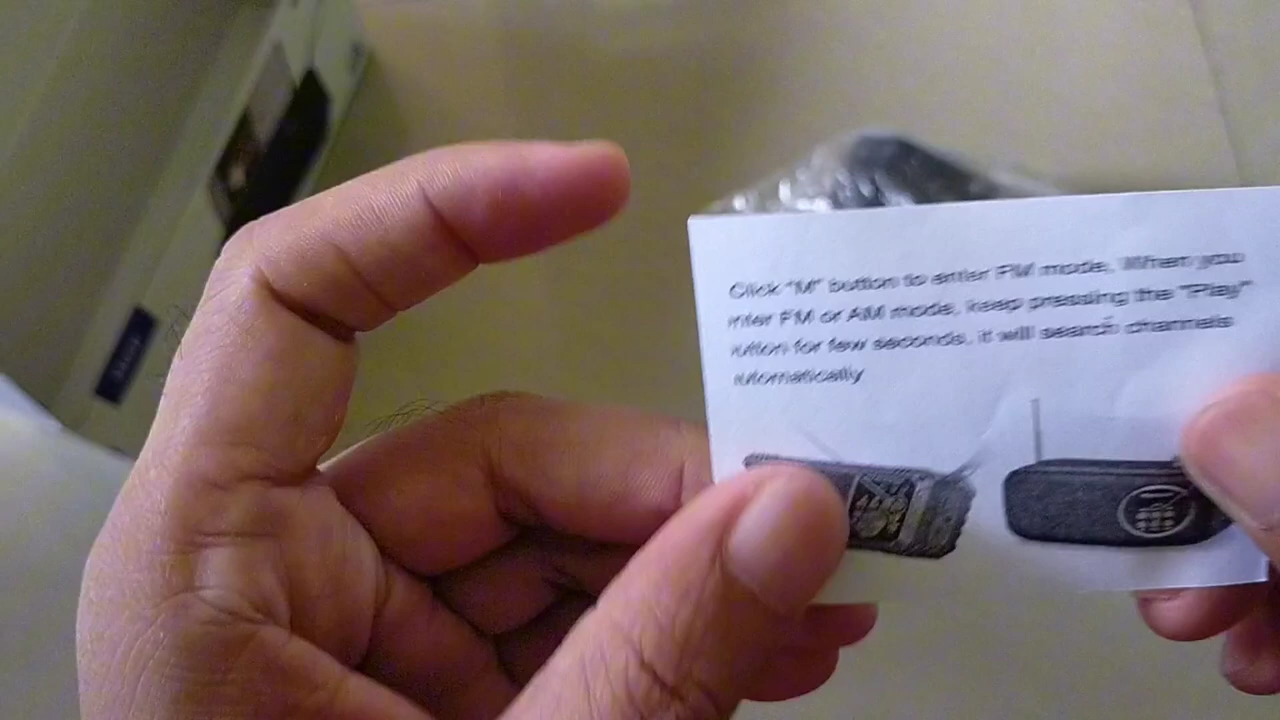 Click "M" button to enter FM mode. When you
nter FM or AM mode, keep pressing the "Play"
utton for few seconds, it will search channels
utomatically